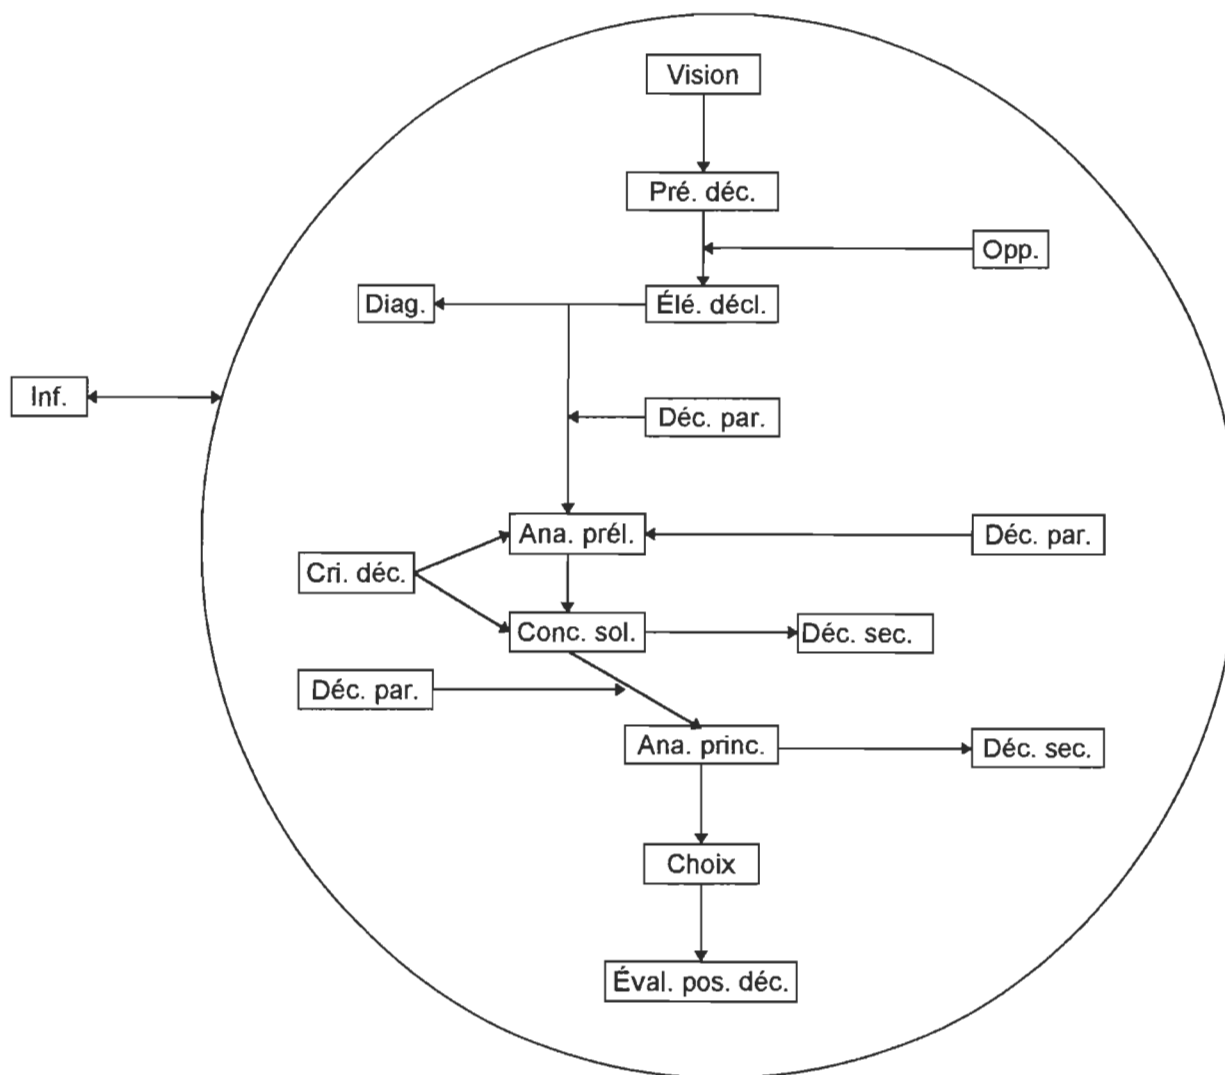 Vision
Pré. déc.
Opp.
Diag.
Élé. décl.
Inf.
Déc. par.
Ana. prél.
Déc. par.
Cri. déc.
Conc. sol.
Déc. sec.
Déc. par.
Ana. princ.
Déc. sec.
Choix
Éval. pos. déc.